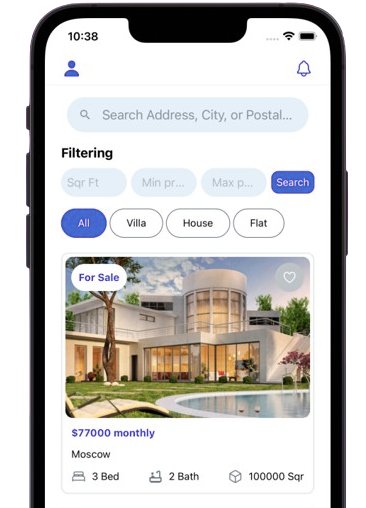 10:38
Search Address, City, or Postal...
Filtering
Sqr Ft Min pr... Max p... Search
All Villa House Flat
For Sale
$77000 monthly
Moscow
3 Bed 2 Bath 100000 Sqr